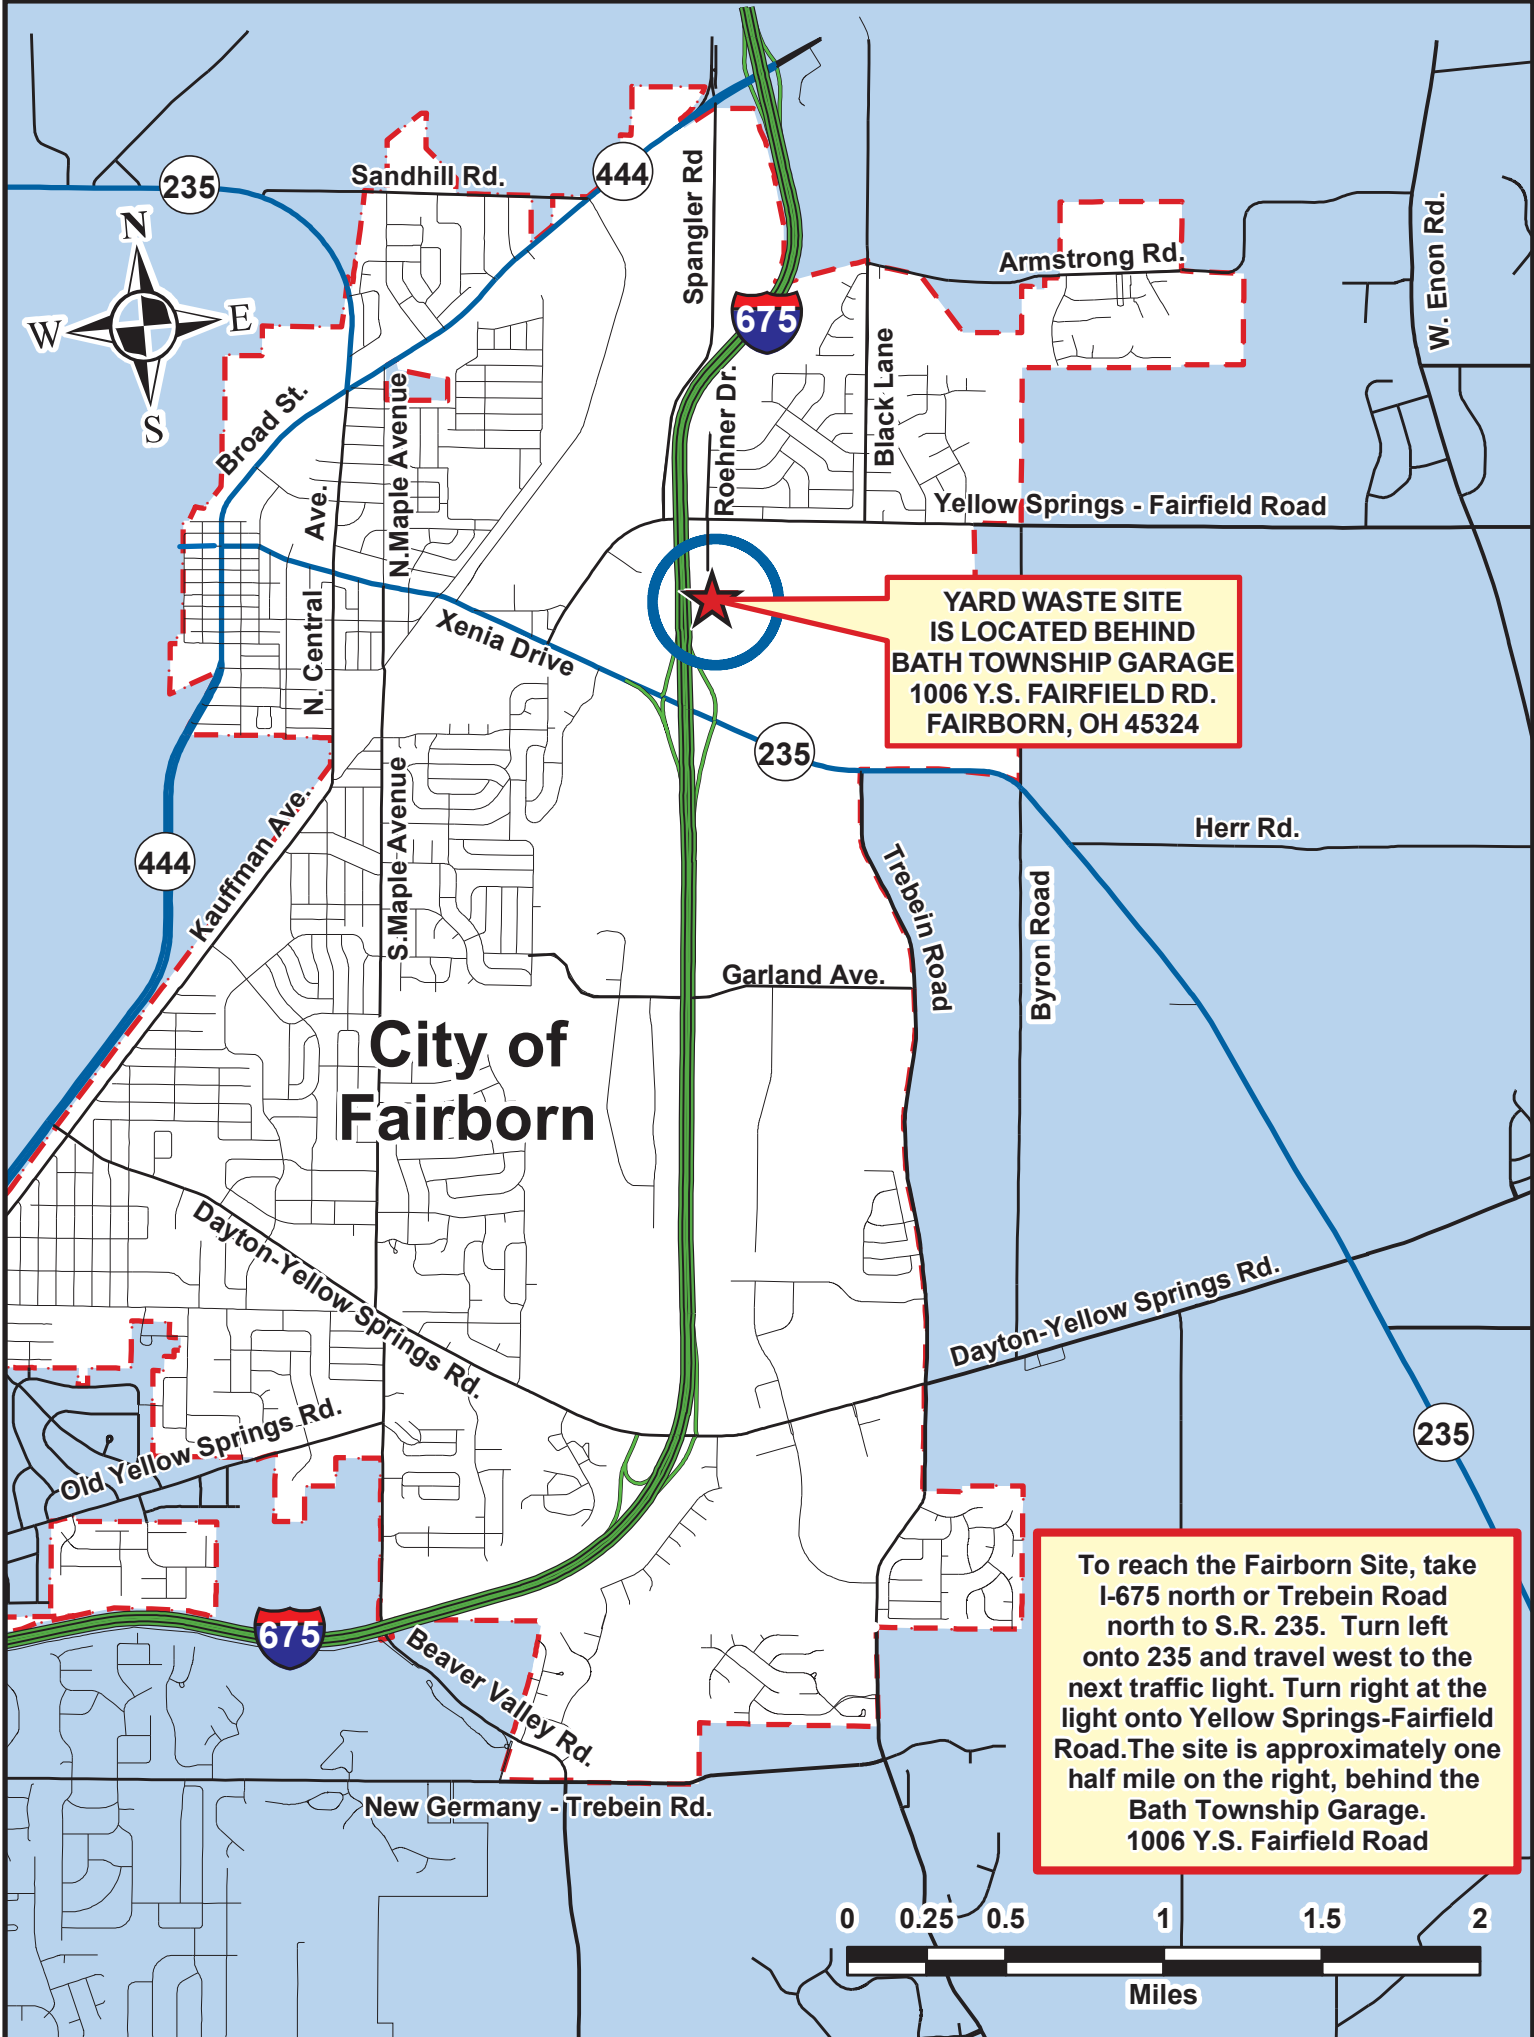 235
Sandhill Rd.
444
N
W
E
S
Spangler Rd
675
Armstrong Rd.
W. Enon Rd.
Broad St.
N.Maple Avenue
Roehner Dr.
Black Lane
N. Central Ave.
Yellow Springs - Fairfield Road
Xenia Drive
YARD WASTE SITE
IS LOCATED BEHIND
BATH TOWNSHIP GARAGE
1006 Y.S. FAIRFIELD RD.
FAIRBORN, OH 45324
235
Herr Rd.
444
Kauffman Ave.
S.Maple Avenue
Trebein Road
Byron Road
Garland Ave.
City of
Fairborn
Dayton-Yellow Springs Rd.
Dayton-Yellow Springs Rd.
Old Yellow Springs Rd.
235
675
Beaver Valley Rd.
New Germany - Trebein Rd.
To reach the Fairborn Site, take
I-675 north or Trebein Road
north to S.R. 235. Turn left
onto 235 and travel west to the
next traffic light. Turn right at the
light onto Yellow Springs-Fairfield
Road.The site is approximately one
half mile on the right, behind the
Bath Township Garage.
1006 Y.S. Fairfield Road
0 0.25 0.5 1 1.5 2
Miles